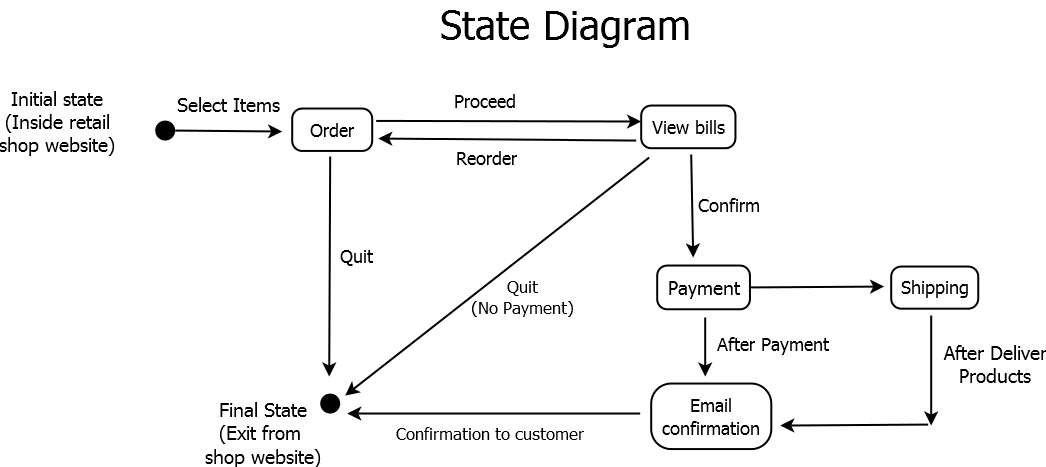 State Diagram
Initial state
(Inside retail
shop website)
Select Items
Order
Proceed
Reorder
View bills
Confirm
Quit
Quit
(No Payment)
Payment
Shipping
After Payment
After Deliver
Products
Email
confirmation
Confirmation to customer
Final State
(Exit from
shop website)